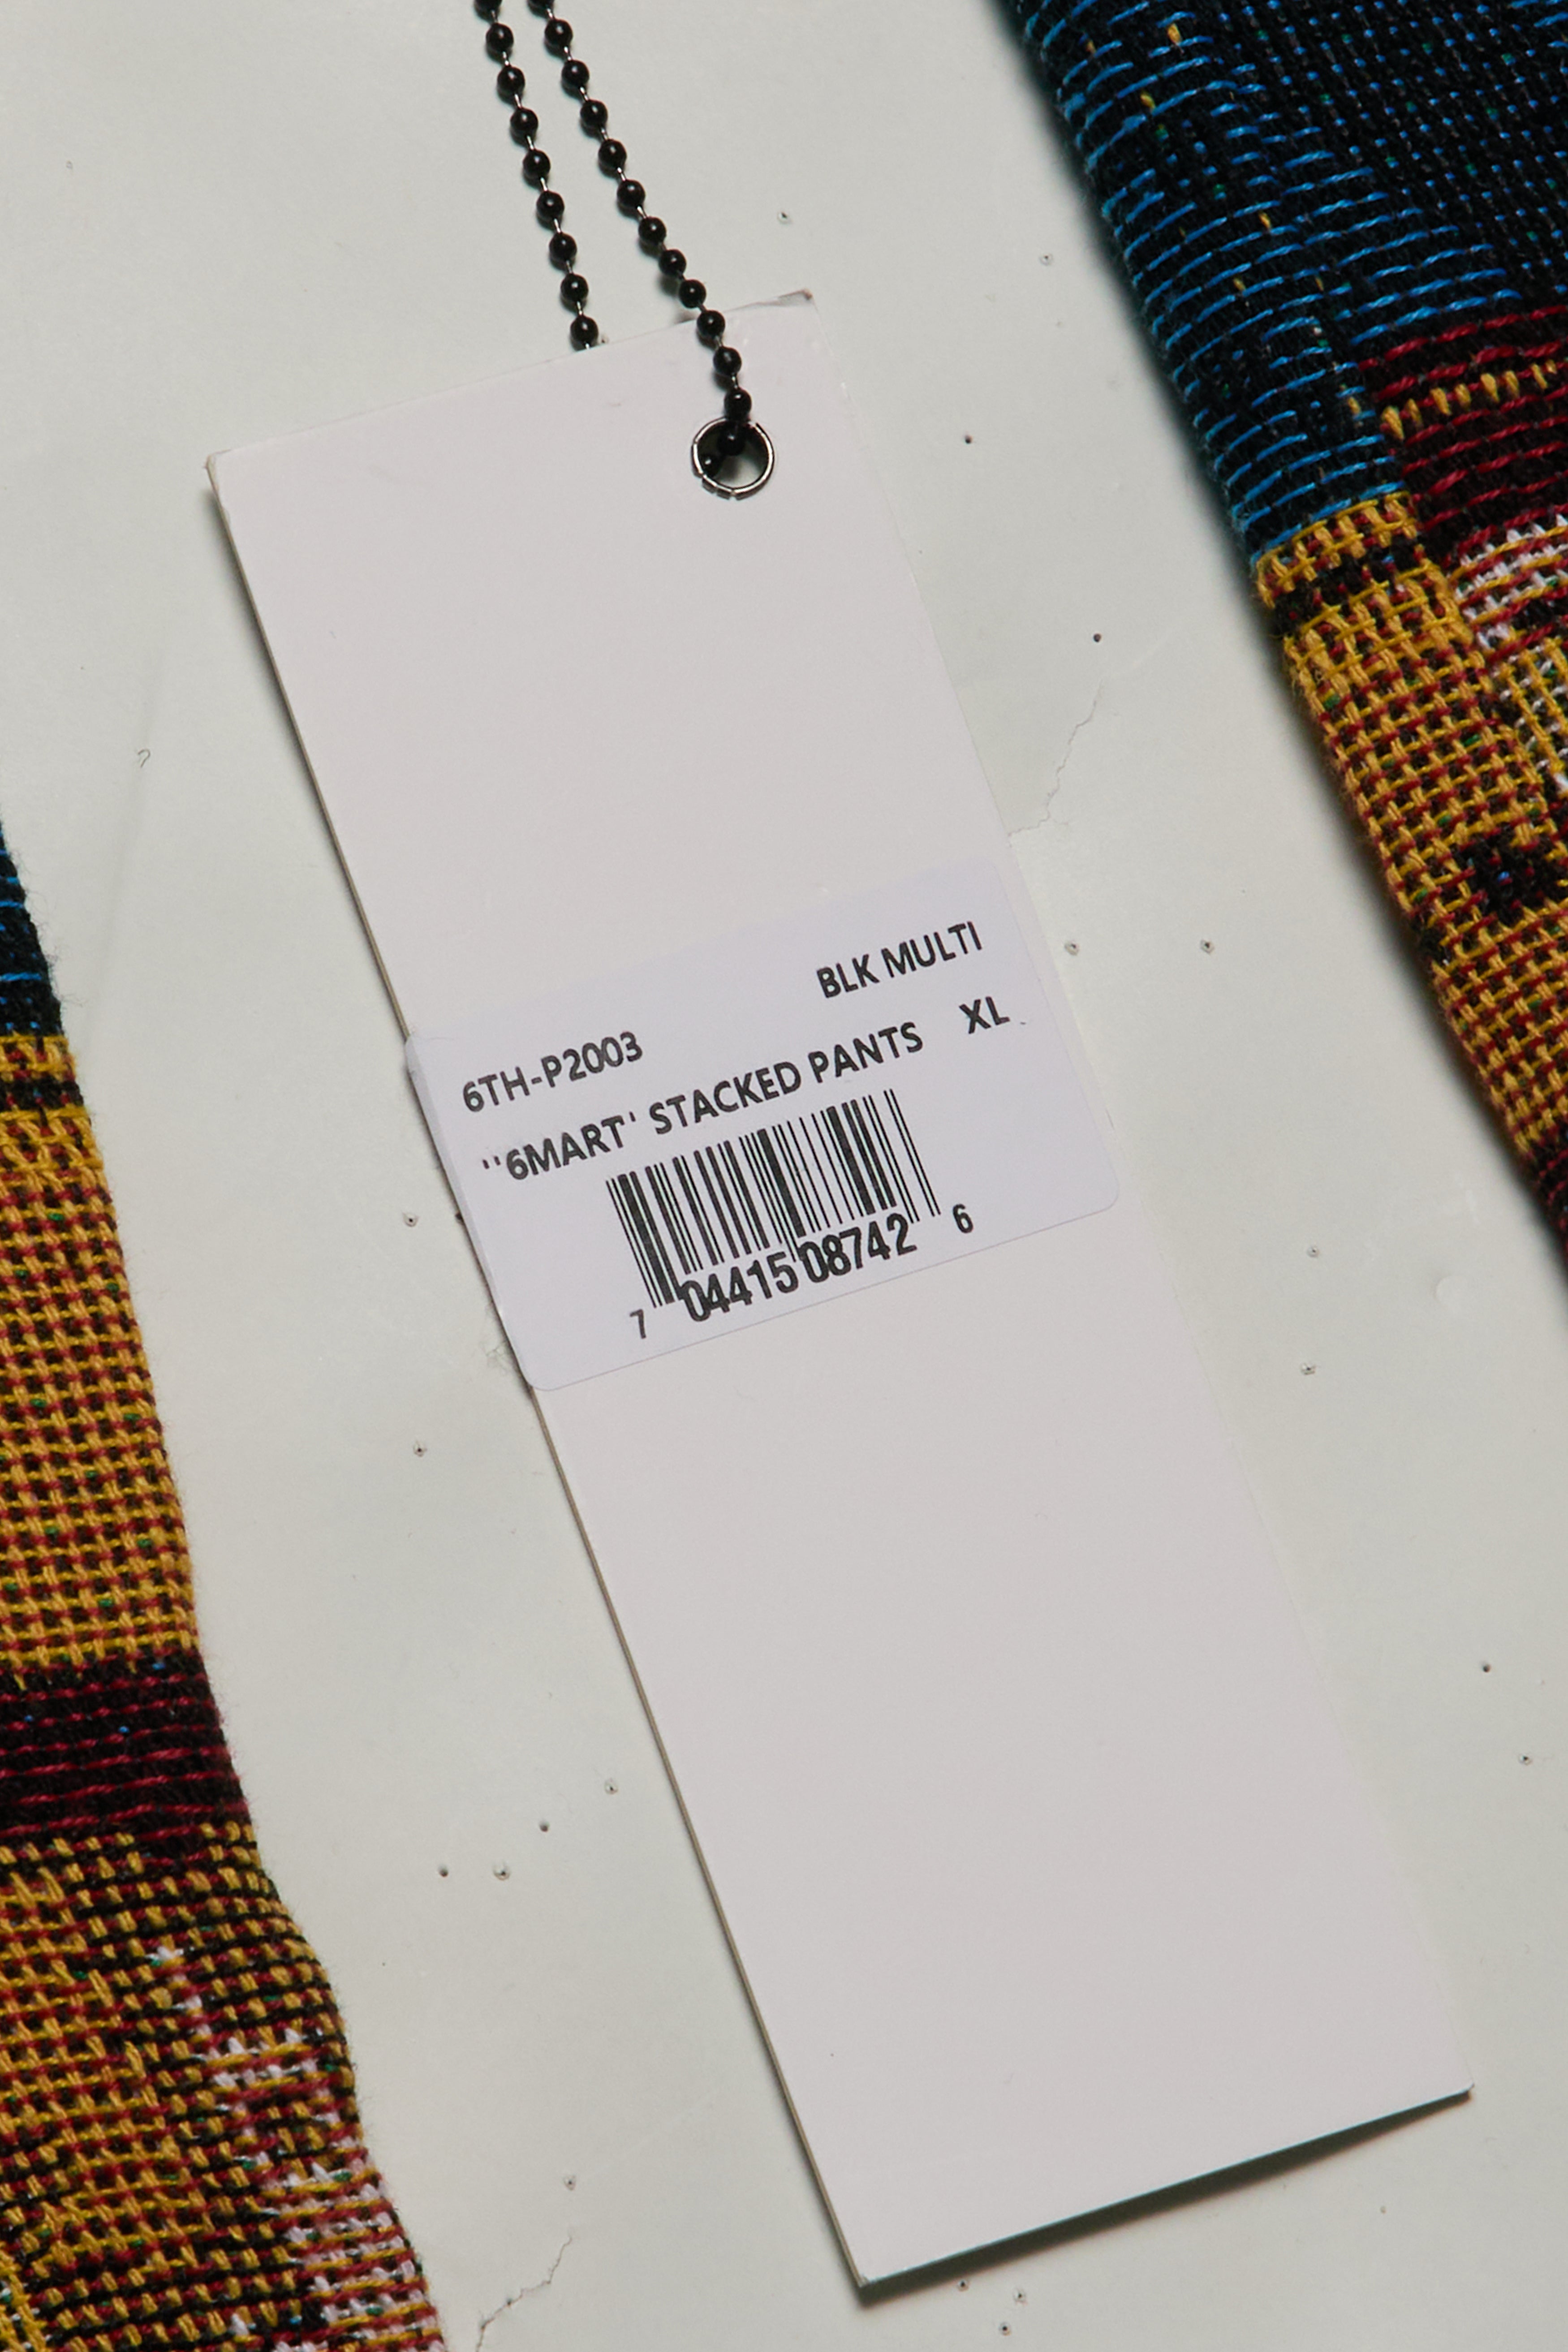 6TH-P2003 BLK MULTI
''6MART' STACKED PANTS XL
7 04415 08742 6